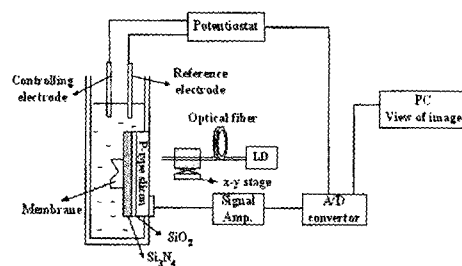 Potentiostat
Controlling
electrode
Reference
electrode
Optical fiber
PC
View of image
P-type silicon
LD
x-y stage
Membrane
Signal
Amp.
A/D
convertor
SiO₂
Si₃N₄